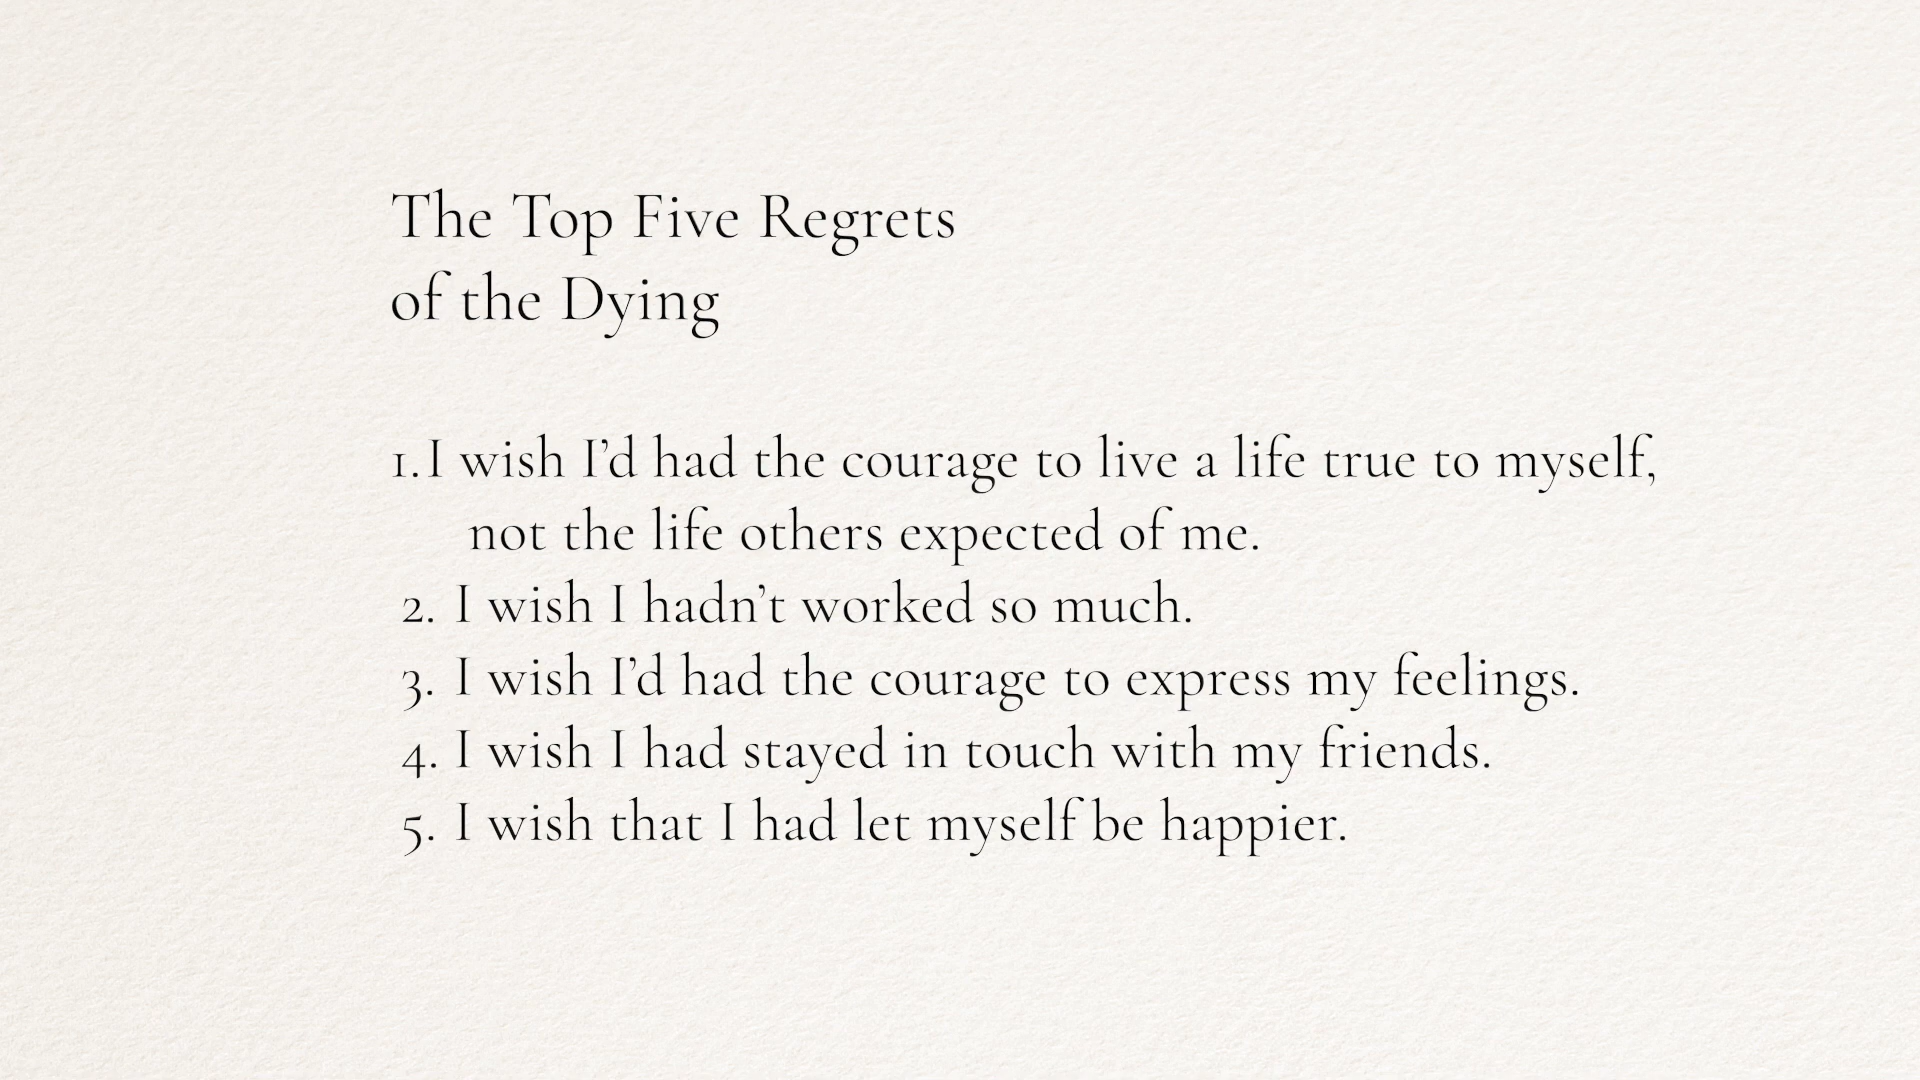 The Top Five Regrets
of the Dying
1. I wish I’d had the courage to live a life true to myself,
not the life others expected of me.
2. I wish I hadn’t worked so much.
3. I wish I’d had the courage to express my feelings.
4. I wish I had stayed in touch with my friends.
5. I wish that I had let myself be happier.